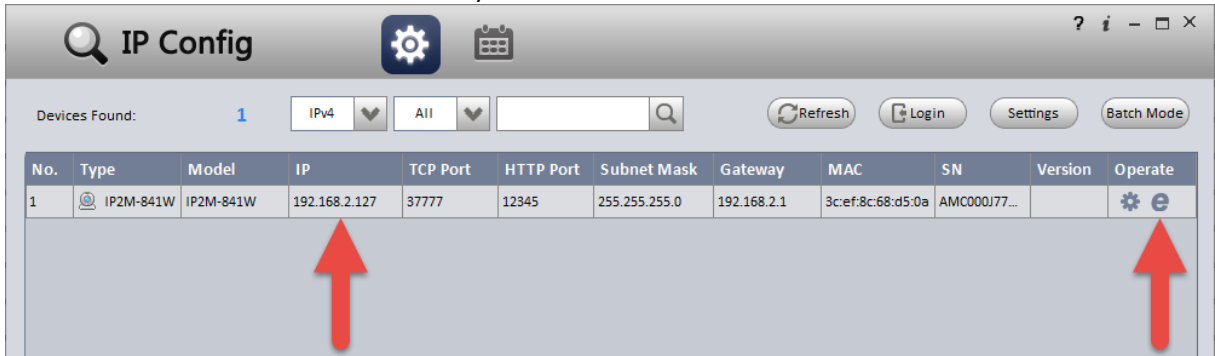 IP Config ? i
Devices Found: 1 IPv4 All Refresh Login Settings Batch Mode
No. Type Model IP TCP Port HTTP Port Subnet Mask Gateway MAC SN Version Operate
1 IP2M-841W IP2M-841W 192.168.2.127 37777 12345 255.255.255.0 192.168.2.1 3c:ef:8c:68:d5:0a AMC000J77...